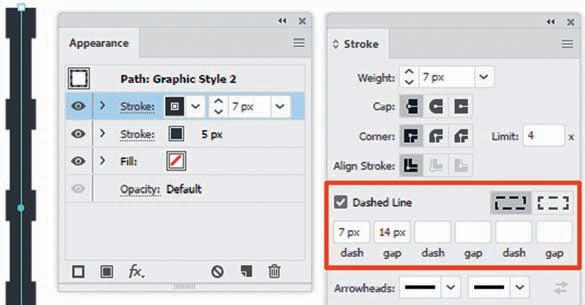 Appearance
Path: Graphic Style 2
Stroke: 7 px
Stroke: 5 px
Fill:
Opacity: Default
fx.
Stroke
Weight: 7 px
Cap:
Corner: Limit: 4 x
Align Stroke:
Dashed Line
7 px 14 px
dash gap dash gap dash gap
Arrowheads: